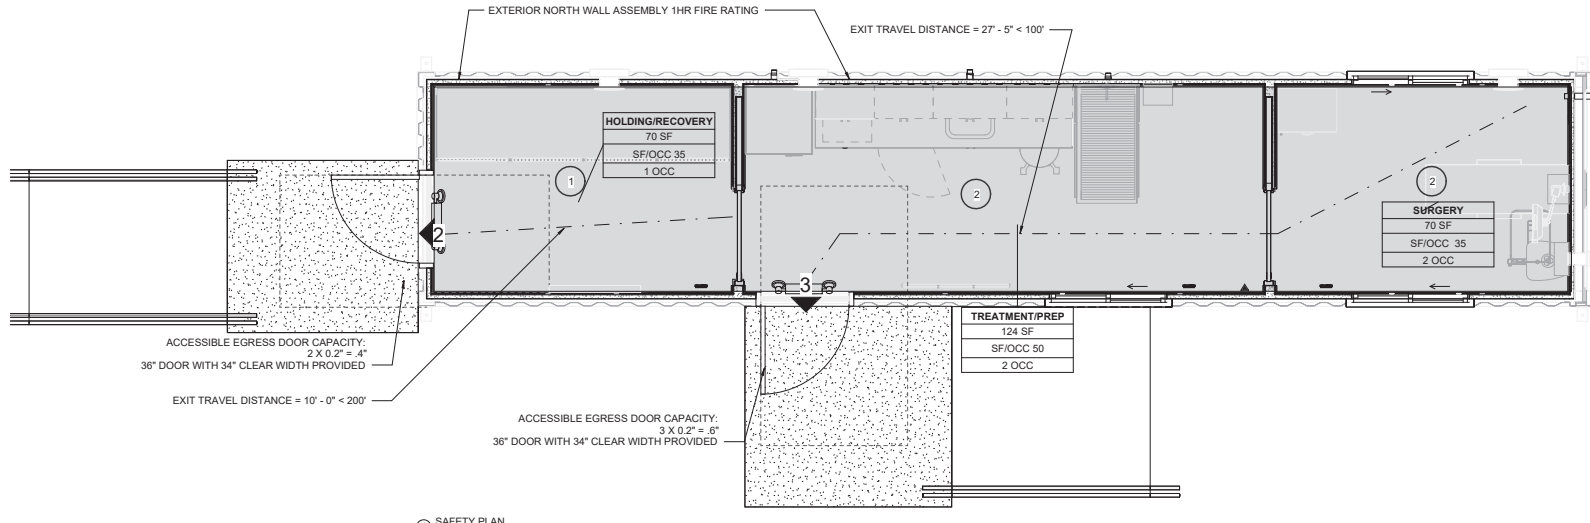 EXTERIOR NORTH WALL ASSEMBLY 1HR FIRE RATING
EXIT TRAVEL DISTANCE = 27' - 5" < 100'
HOLDING/RECOVERY
70 SF
SF/OCC 35
1 OCC
1
2
2
SURGERY
70 SF
SF/OCC 35
2 OCC
2
3
TREATMENT/PREP
124 SF
SF/OCC 50
2 OCC
ACCESSIBLE EGRESS DOOR CAPACITY:
2 X 0.2" = .4"
36" DOOR WITH 34" CLEAR WIDTH PROVIDED
EXIT TRAVEL DISTANCE = 10' - 0" < 200'
ACCESSIBLE EGRESS DOOR CAPACITY:
3 X 0.2" = .6"
36" DOOR WITH 34" CLEAR WIDTH PROVIDED
SAFETY PLAN